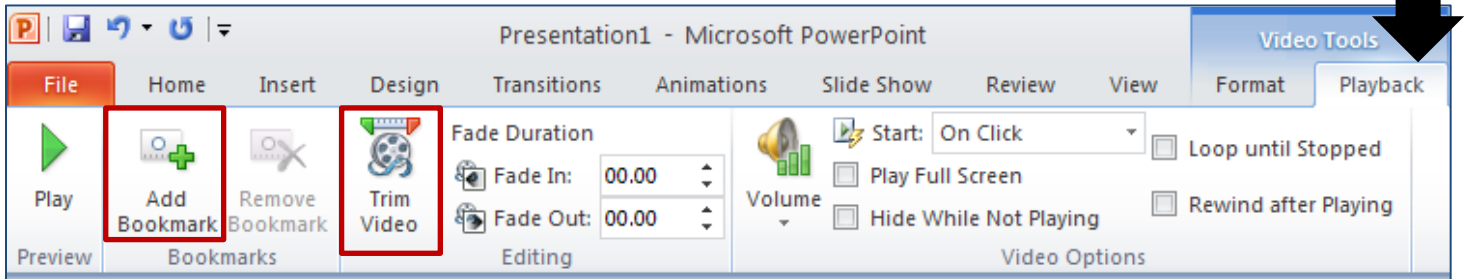 P
Presentation1 - Microsoft PowerPoint
Video Tools
File Home Insert Design Transitions Animations Slide Show Review View Format Playback
Play
Add
Bookmark
Remove
Bookmark
Trim
Video
Fade Duration
Fade In: 00.00
Fade Out: 00.00
Volume
Start: On Click
Play Full Screen
Hide While Not Playing
Loop until Stopped
Rewind after Playing
Preview Bookmarks Editing Video Options